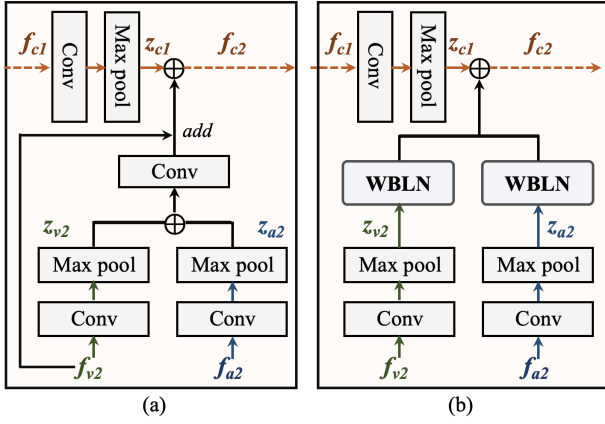 f_c1 Conv Max pool z_c1 f_c2
add
Conv
z_v2 z_a2
Max pool Max pool
Conv Conv
f_v2 f_a2
(a)
f_c1 Conv Max pool z_c1 f_c2
WBLN WBLN
z_v2 z_a2
Max pool Max pool
Conv Conv
f_v2 f_a2
(b)